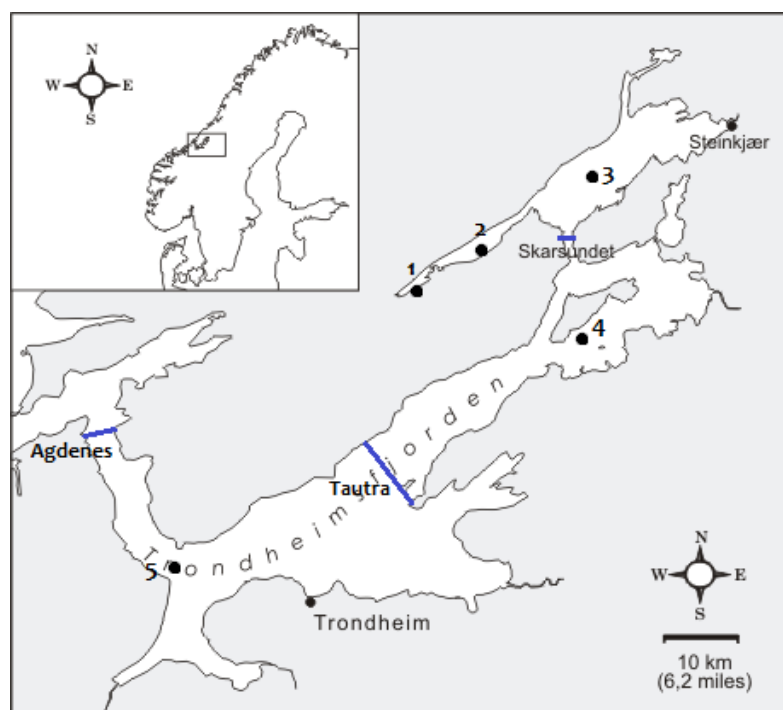 N
W E
S
Steinkjær
3
2
Skarsundet
1
4
Agdenes
Tautra
Trondheimsfjorden
5
Trondheim
N
W E
S
10 km
(6,2 miles)